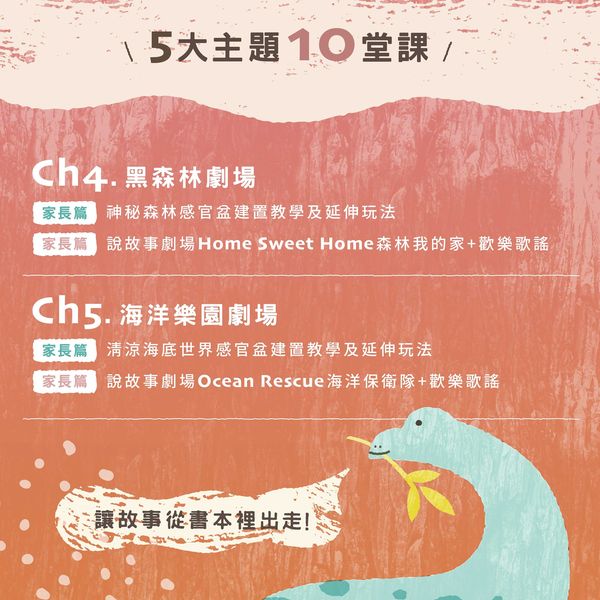 \ 5大主題10堂課 /
Ch4. 黑森林劇場
家長篇 神秘森林感官盆建置教學及延伸玩法
家長篇 說故事劇場Home Sweet Home森林我的家+歡樂歌謠
Ch5. 海洋樂園劇場
家長篇 清涼海底世界感官盆建置教學及延伸玩法
家長篇 說故事劇場Ocean Rescue海洋保衛隊+歡樂歌謠
讓故事從書本裡出走!